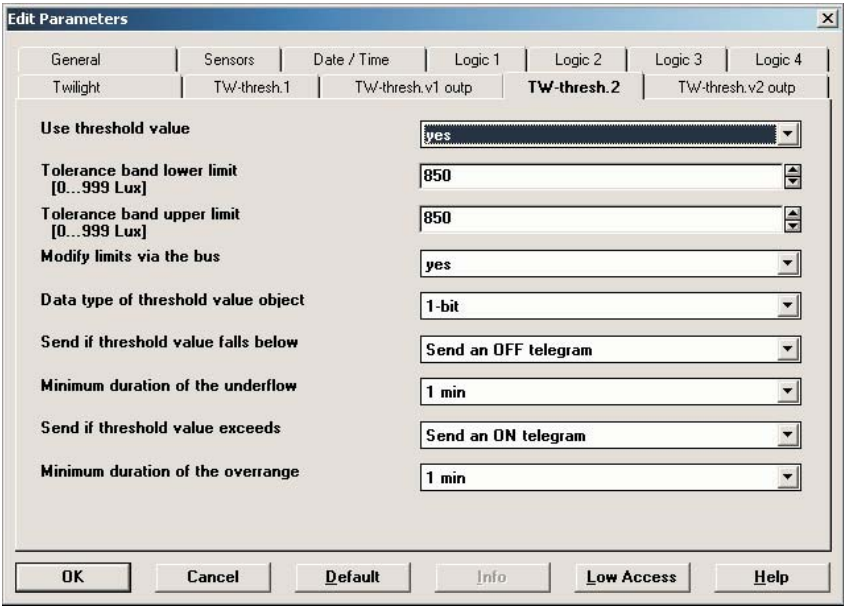 Edit Parameters
General Sensors Date / Time Logic 1 Logic 2 Logic 3 Logic 4
Twilight TW-thresh.1 TW-thresh.v1 outp TW-thresh.2 TW-thresh.v2 outp
Use threshold value yes
Tolerance band lower limit 850
[0...999 Lux]
Tolerance band upper limit 850
[0...999 Lux]
Modify limits via the bus yes
Data type of threshold value object 1-bit
Send if threshold value falls below Send an OFF telegram
Minimum duration of the underflow 1 min
Send if threshold value exceeds Send an ON telegram
Minimum duration of the overrange 1 min
OK Cancel Default Info Low Access Help